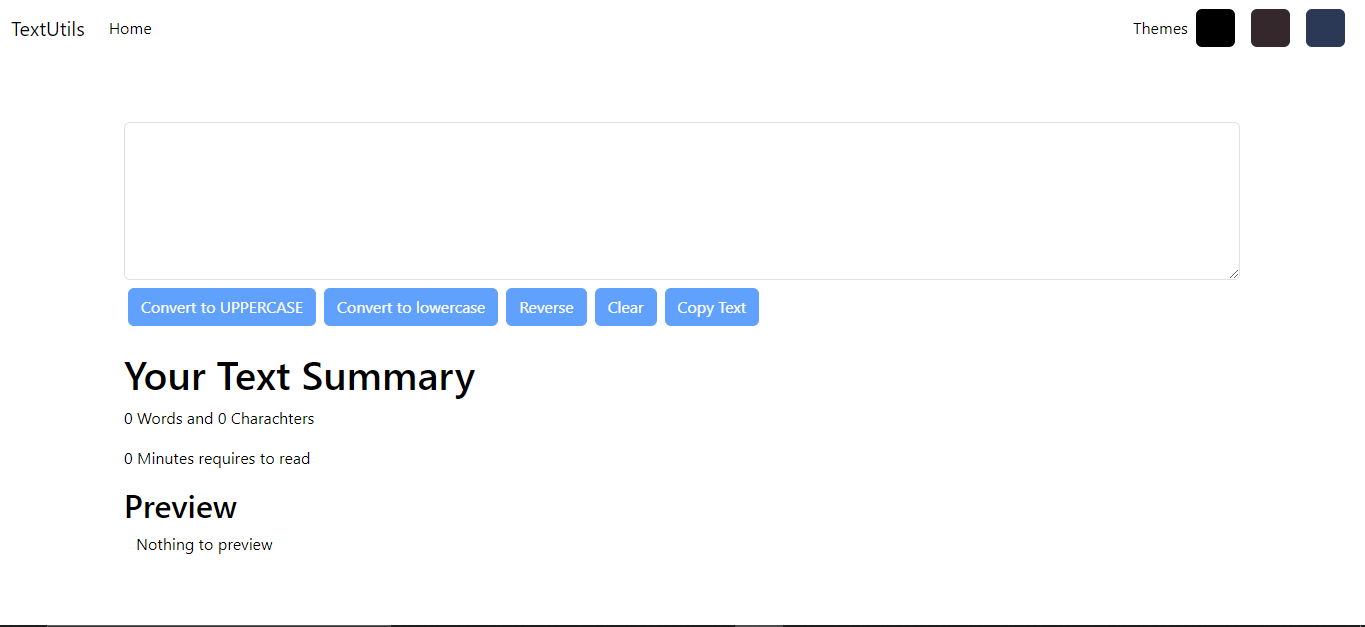 TextUtils Home Themes
Convert to UPPERCASE Convert to lowercase Reverse Clear Copy Text
Your Text Summary
0 Words and 0 Charachters
0 Minutes requires to read
Preview
Nothing to preview